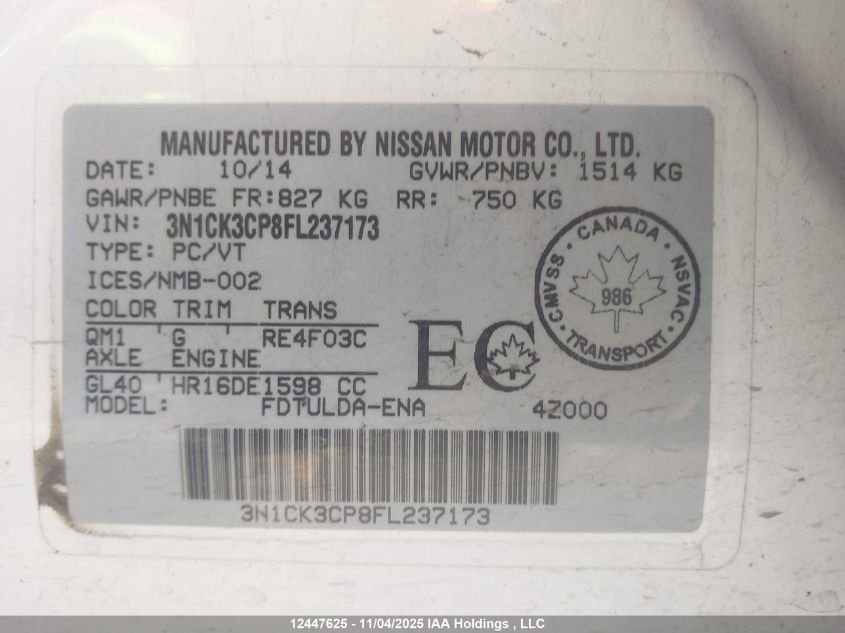 MANUFACTURED BY NISSAN MOTOR CO., LTD.
DATE: 10/14 GVWR/PNBV: 1514 KG
GAWR/PNBE FR:827 KG RR: 750 KG
VIN: 3N1CK3CP8FL237173
TYPE: PC/VT
ICES/NMB-002
COLOR TRIM TRANS
QM1 G RE4F03C
AXLE ENGINE
GL40 HR16DE1598 CC
MODEL: FDTULDA-ENA 4Z000
EC
CANADA
CMVSS · NSVAC
986
TRANSPORT
3N1CK3CP8FL237173
12447625 - 11/04/2025 IAA Holdings , LLC